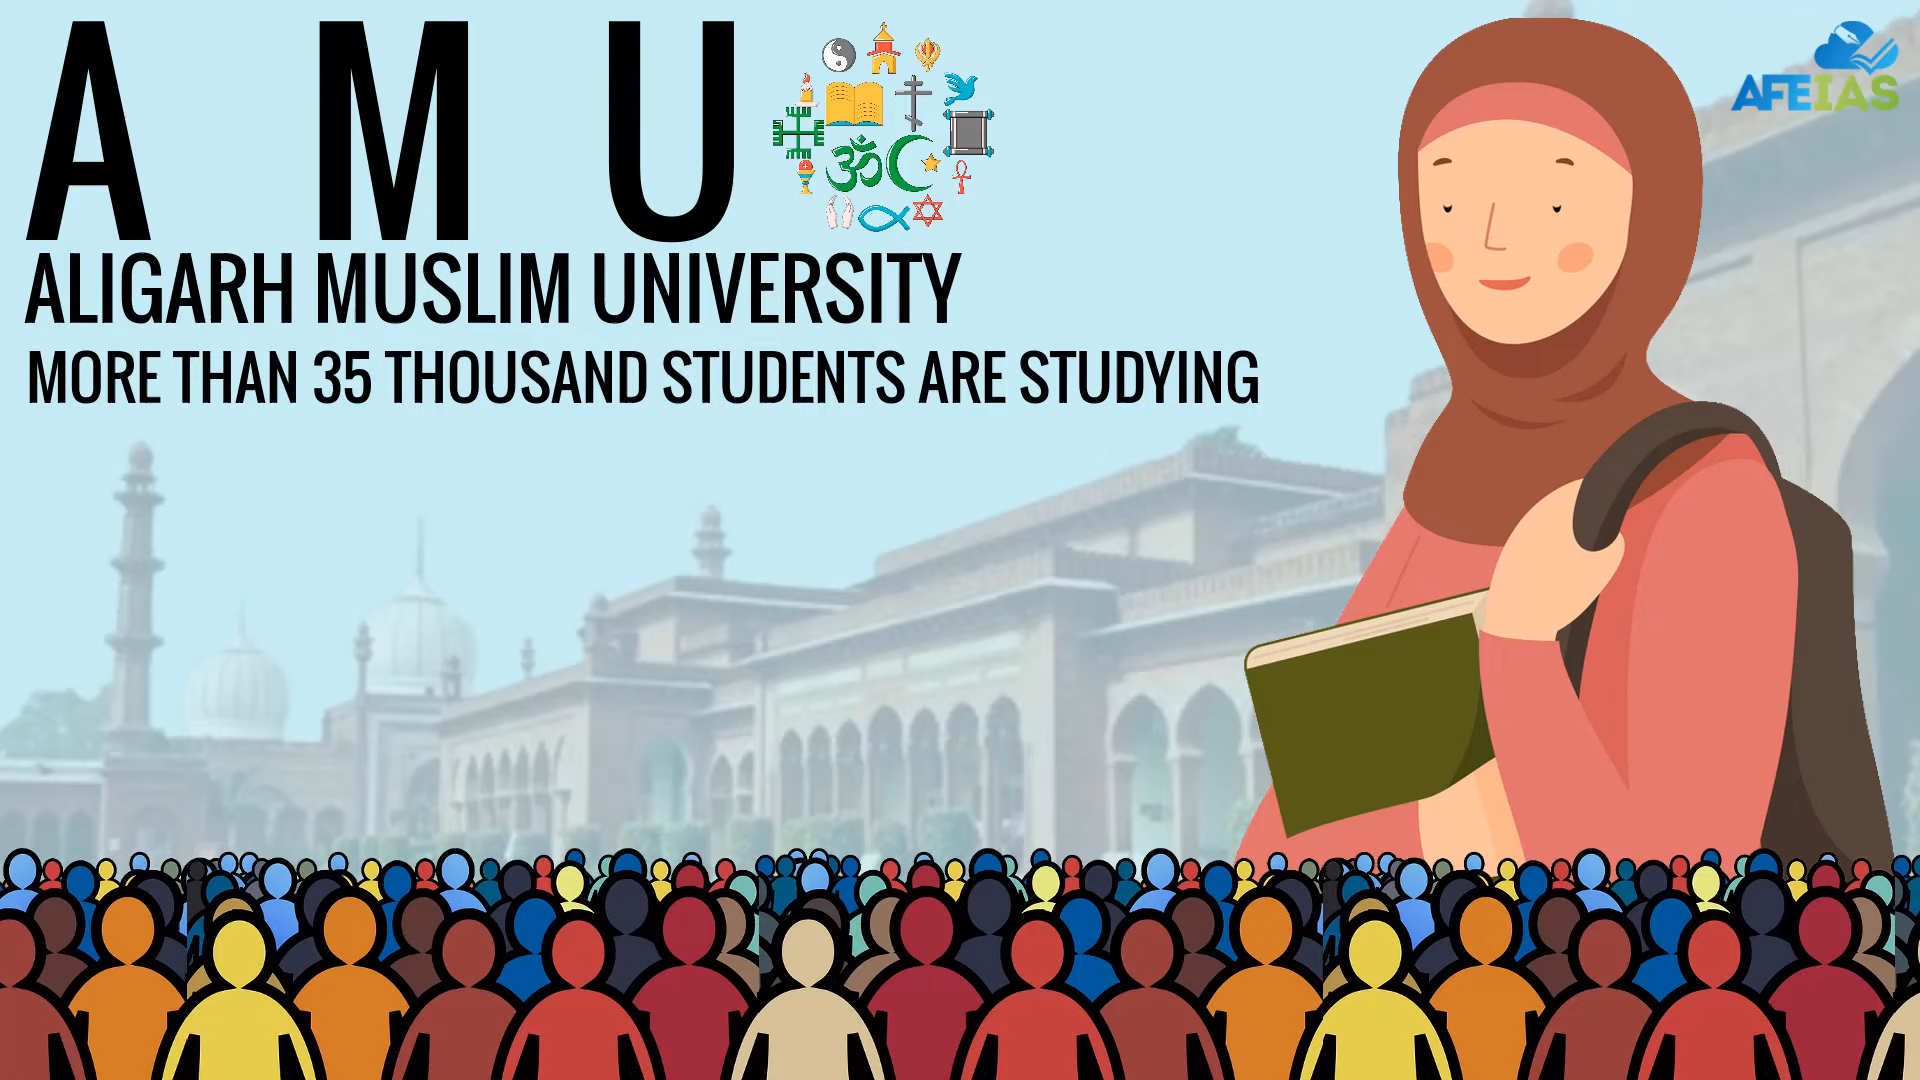 A M U
ALIGARH MUSLIM UNIVERSITY
MORE THAN 35 THOUSAND STUDENTS ARE STUDYING
AFEIAS